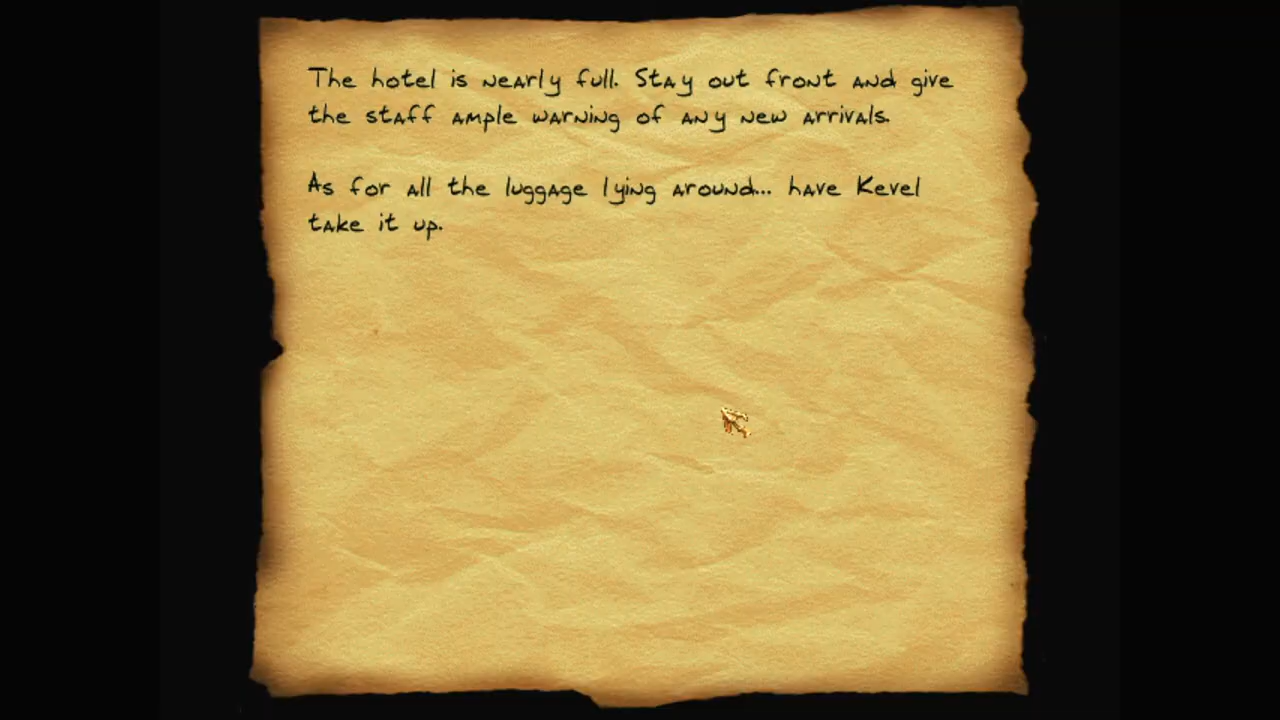 The hotel is nearly full. Stay out front and give
the staff ample warning of any new arrivals.
As for all the luggage lying around... have Kevel
take it up.